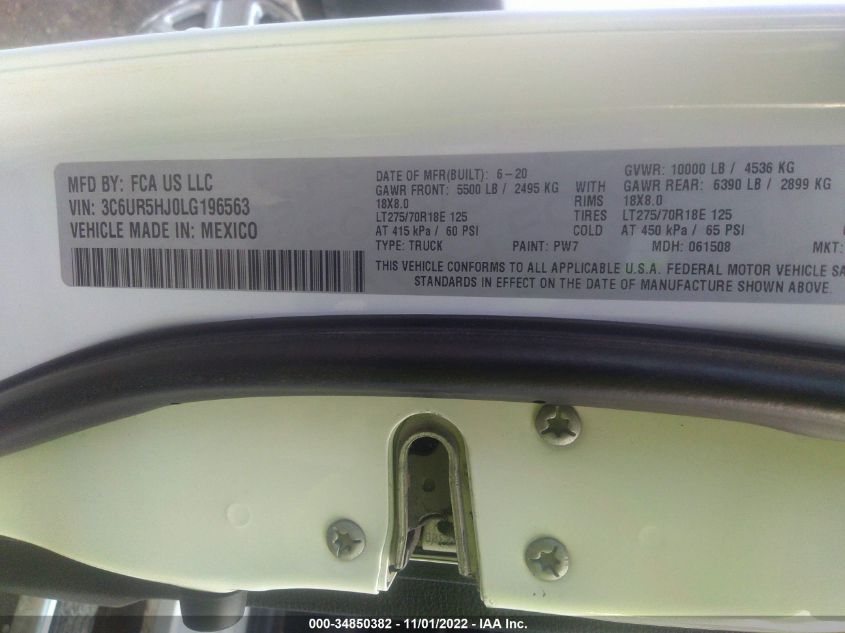 MFD BY: FCA US LLC
VIN: 3C6UR5HJ0LG196563
VEHICLE MADE IN: MEXICO
DATE OF MFR(BUILT): 6-20
GVWR: 10000 LB / 4536 KG
GAWR FRONT: 5500 LB / 2495 KG WITH GAWR REAR: 6390 LB / 2899 KG
18X8.0 RIMS 18X8.0
LT275/70R18E 125 TIRES LT275/70R18E 125
AT 415 kPa / 60 PSI COLD AT 450 kPa / 65 PSI
TYPE: TRUCK PAINT: PW7 MDH: 061508 MKT:
THIS VEHICLE CONFORMS TO ALL APPLICABLE U.S.A. FEDERAL MOTOR VEHICLE SA
STANDARDS IN EFFECT ON THE DATE OF MANUFACTURE SHOWN ABOVE.
000-34850382 - 11/01/2022 - IAA Inc.